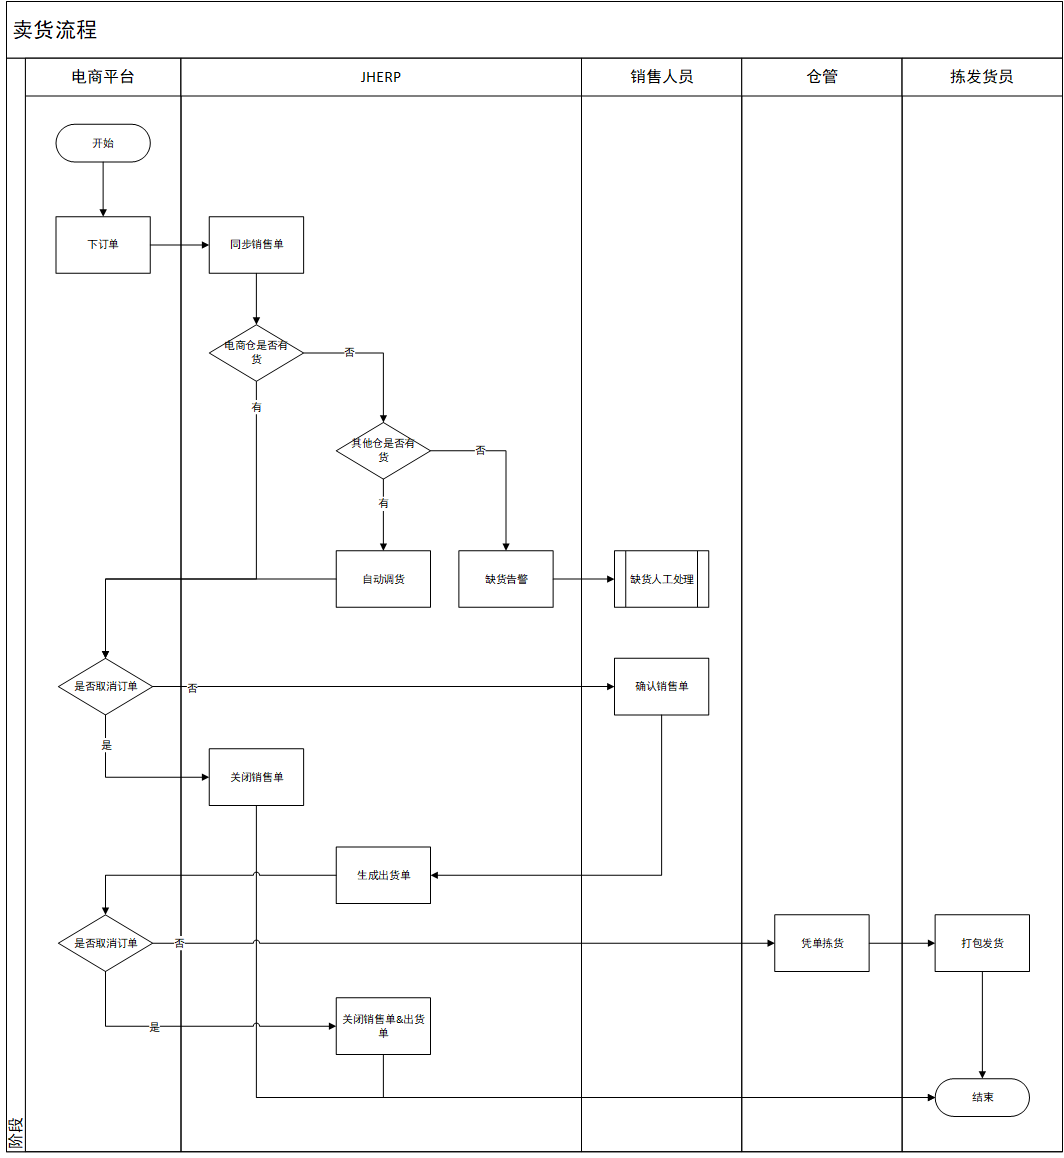 卖货流程
电商平台
JHERP
销售人员
仓管
拣发货员
开始
下订单
同步销售单
电商仓是否有
货
否
有
其他仓是否有
货
否
有
自动调货
缺货告警
缺货人工处理
是否取消订单
否
确认销售单
是
关闭销售单
生成出货单
是否取消订单
否
凭单拣货
打包发货
是
关闭销售单&出货
单
结束
阶段